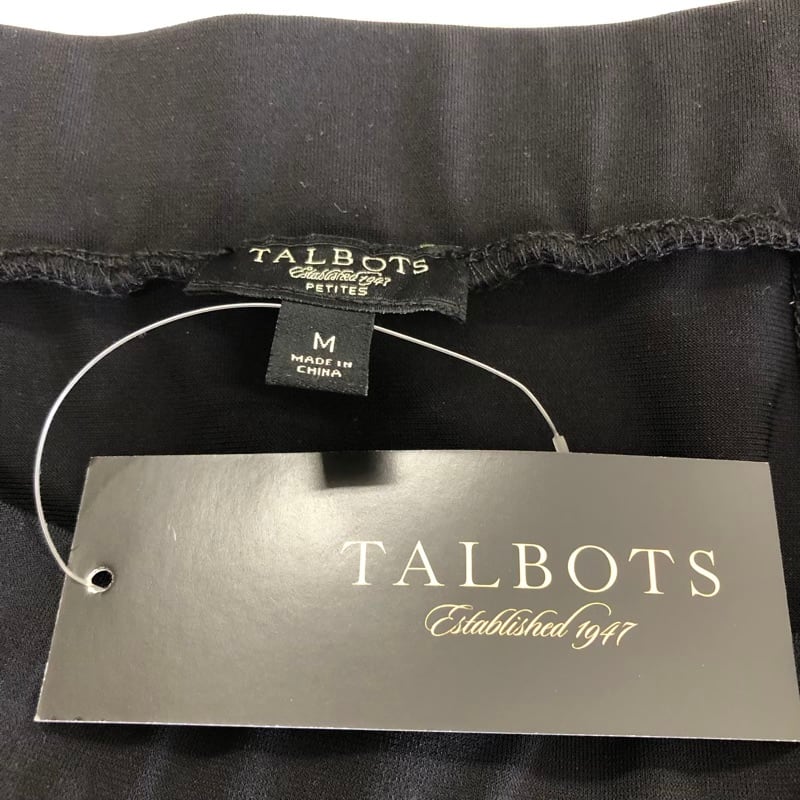 TALBOTS
Established 1947
PETITES
M
MADE IN
CHINA
TALBOTS
Established 1947